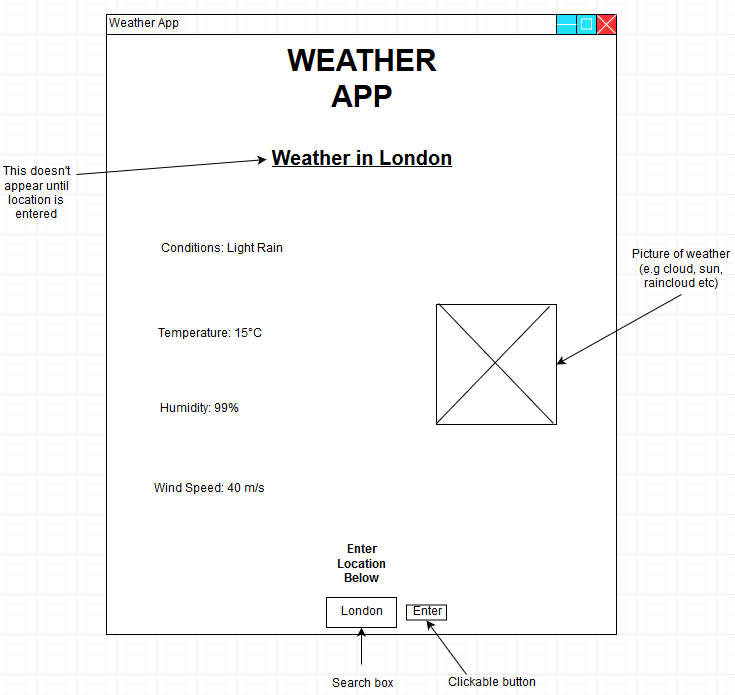 Weather App
WEATHER
APP
Weather in London
This doesn't
appear until
location is
entered
Conditions: Light Rain
Picture of weather
(e.g cloud, sun,
raincloud etc)
Temperature: 15°C
Humidity: 99%
Wind Speed: 40 m/s
Enter
Location
Below
London
Enter
Search box
Clickable button